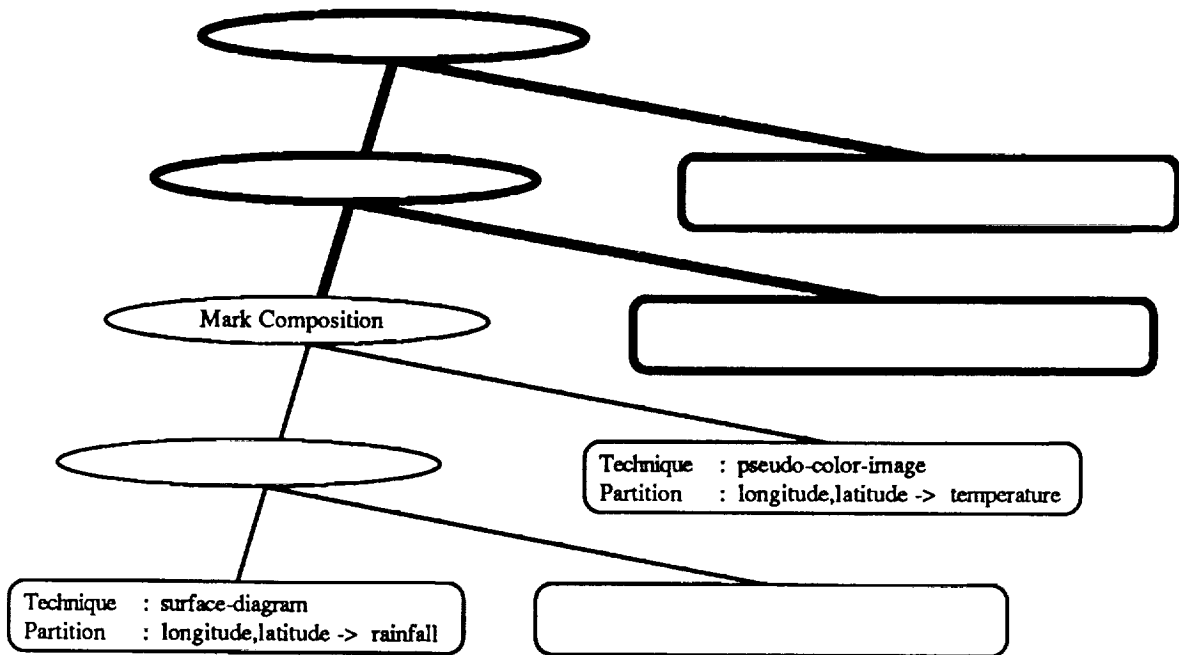 Mark Composition
Technique : pseudo-color-image
Partition : longitude,latitude -> temperature
Technique : surface-diagram
Partition : longitude,latitude -> rainfall